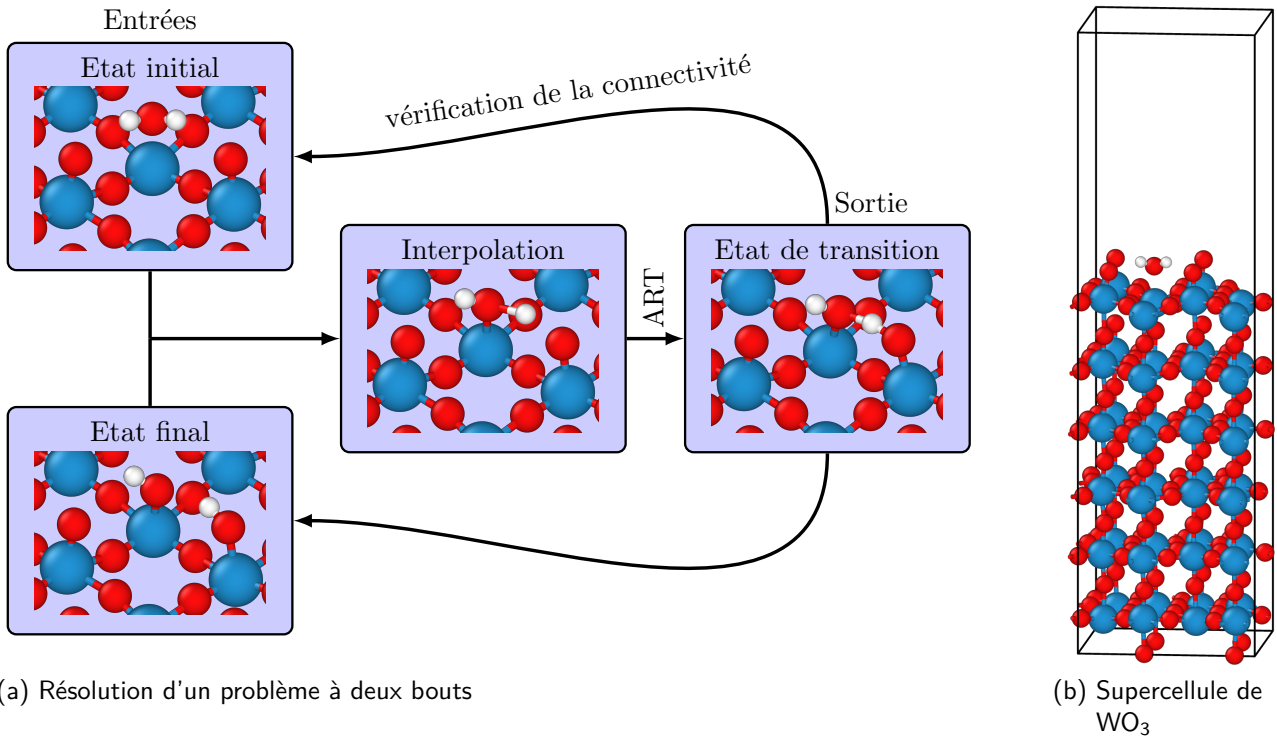 Entrées
Etat initial
vérification de la connectivité
Sortie
Interpolation
ART
Etat de transition
Etat final
(a) Résolution d'un problème à deux bouts
(b) Supercellule de
WO₃